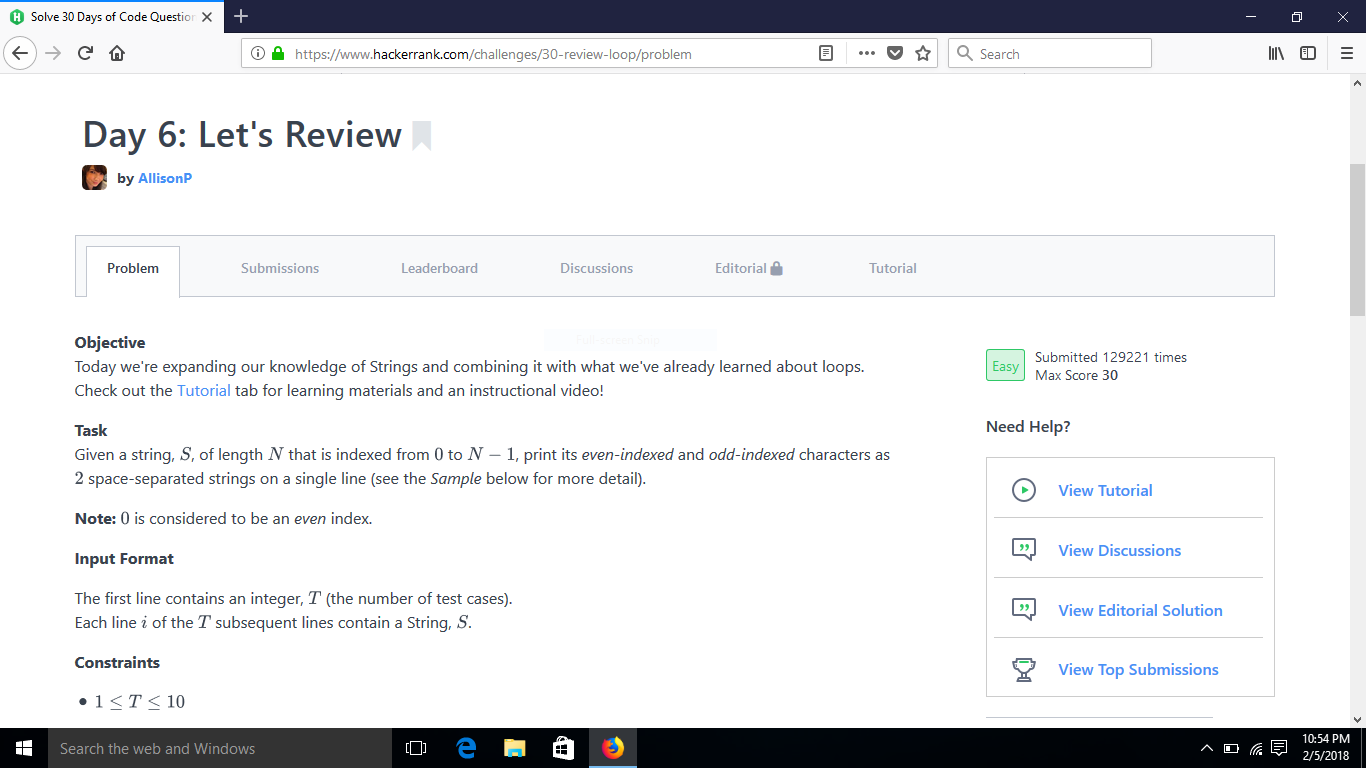 Solve 30 Days of Code Question
https://www.hackerrank.com/challenges/30-review-loop/problem
Search
Day 6: Let's Review
by AllisonP
Problem
Submissions
Leaderboard
Discussions
Editorial
Tutorial
Objective
Today we're expanding our knowledge of Strings and combining it with what we've already learned about loops.
Check out the Tutorial tab for learning materials and an instructional video!
Task
Given a string, S, of length N that is indexed from 0 to N − 1, print its even-indexed and odd-indexed characters as
2 space-separated strings on a single line (see the Sample below for more detail).
Note: 0 is considered to be an even index.
Input Format
The first line contains an integer, T (the number of test cases).
Each line i of the T subsequent lines contain a String, S.
Constraints
• 1 ≤ T ≤ 10
Easy
Submitted 129221 times
Max Score 30
Need Help?
View Tutorial
View Discussions
View Editorial Solution
View Top Submissions
Search the web and Windows
10:54 PM
2/5/2018